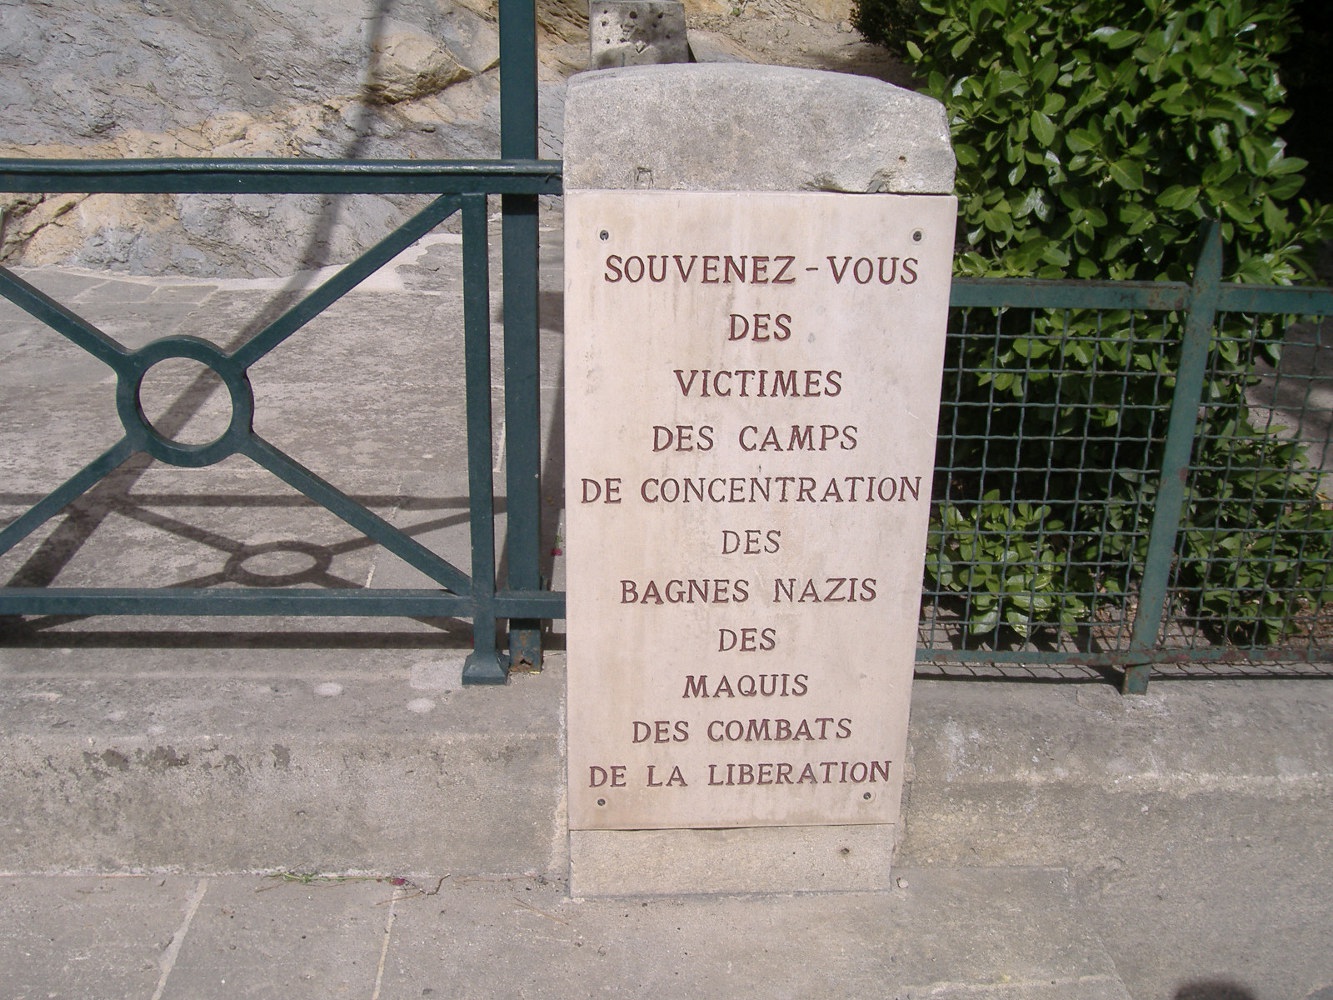 SOUVENEZ - VOUS
DES
VICTIMES
DES CAMPS
DE CONCENTRATION
DES
BAGNES NAZIS
DES
MAQUIS
DES COMBATS
DE LA LIBERATION